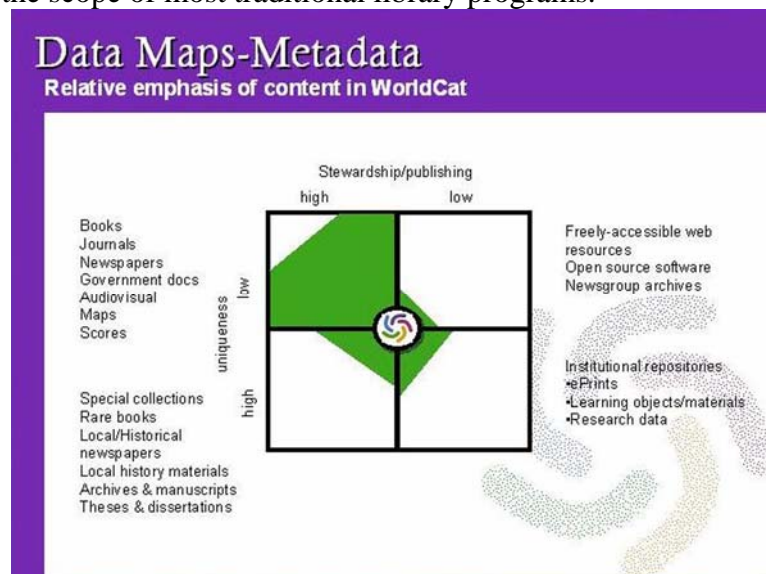 the scope of most traditional library programs.
Data Maps-Metadata
Relative emphasis of content in WorldCat
Stewardship/publishing
high
low
Books
Journals
Newspapers
Government docs
Audiovisual
Maps
Scores
uniqueness
low
high
Freely-accessible web
resources
Open source software
Newsgroup archives
Special collections
Rare books
Local/Historical
newspapers
Local history materials
Archives & manuscripts
Theses & dissertations
Institutional repositories
•ePrints
•Learning objects/materials
•Research data